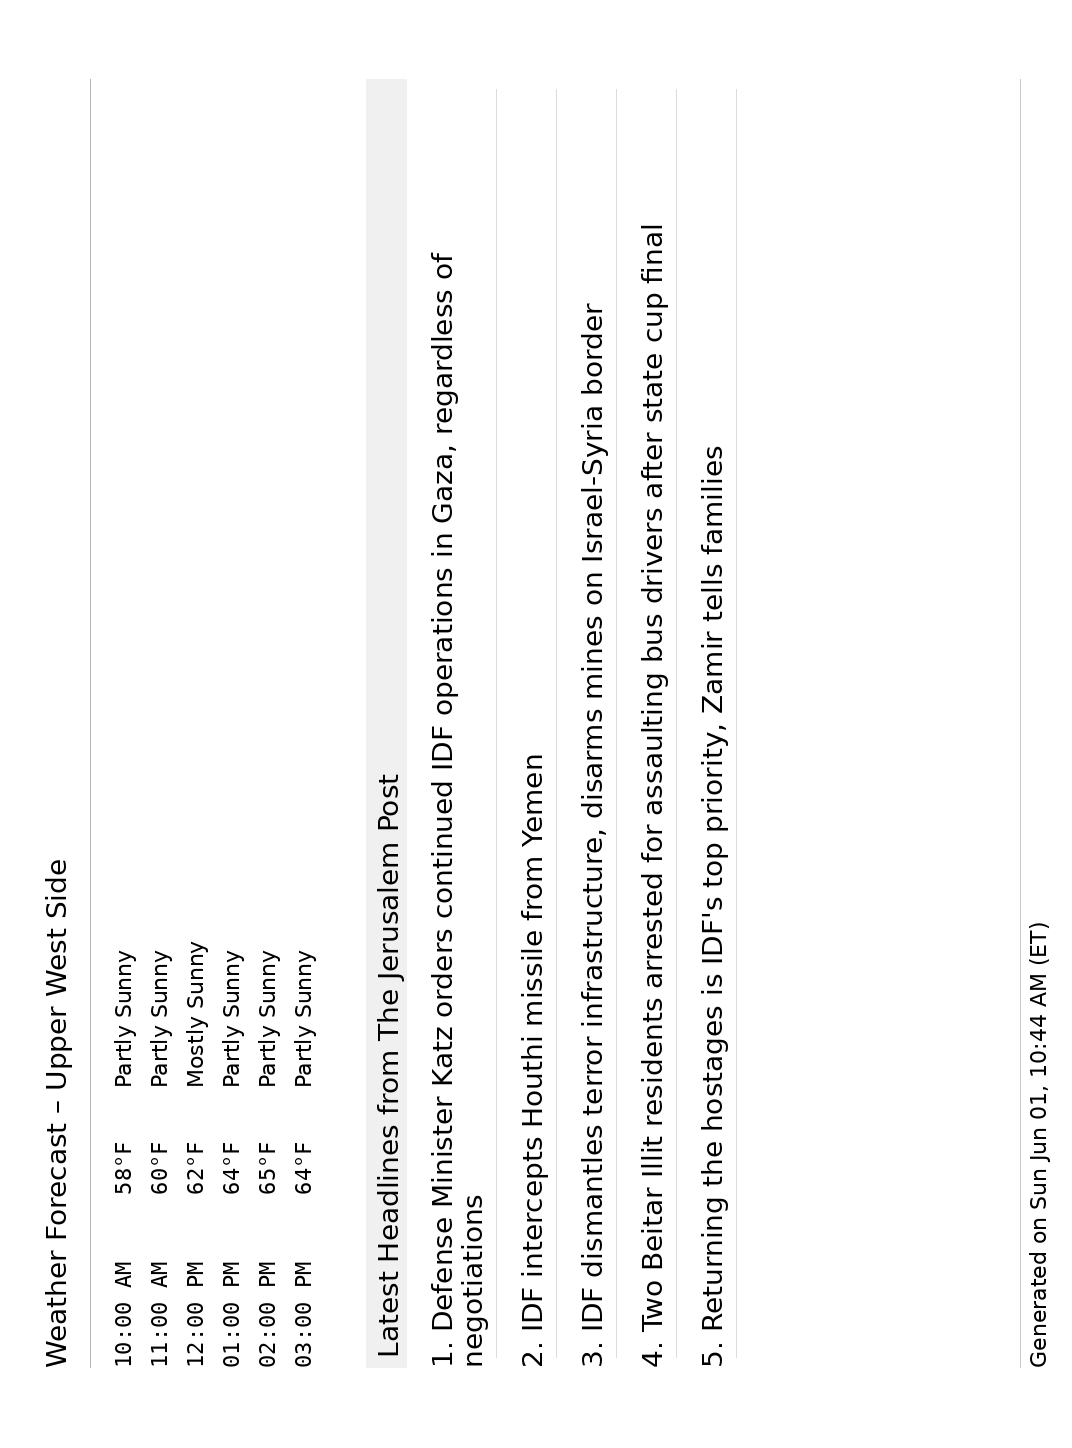 Weather Forecast – Upper West Side
10:00 AM 58°F Partly Sunny
11:00 AM 60°F Partly Sunny
12:00 PM 62°F Mostly Sunny
01:00 PM 64°F Partly Sunny
02:00 PM 65°F Partly Sunny
03:00 PM 64°F Partly Sunny
Latest Headlines from The Jerusalem Post
1. Defense Minister Katz orders continued IDF operations in Gaza, regardless of
negotiations
2. IDF intercepts Houthi missile from Yemen
3. IDF dismantles terror infrastructure, disarms mines on Israel-Syria border
4. Two Beitar Illit residents arrested for assaulting bus drivers after state cup final
5. Returning the hostages is IDF's top priority, Zamir tells families
Generated on Sun Jun 01, 10:44 AM (ET)